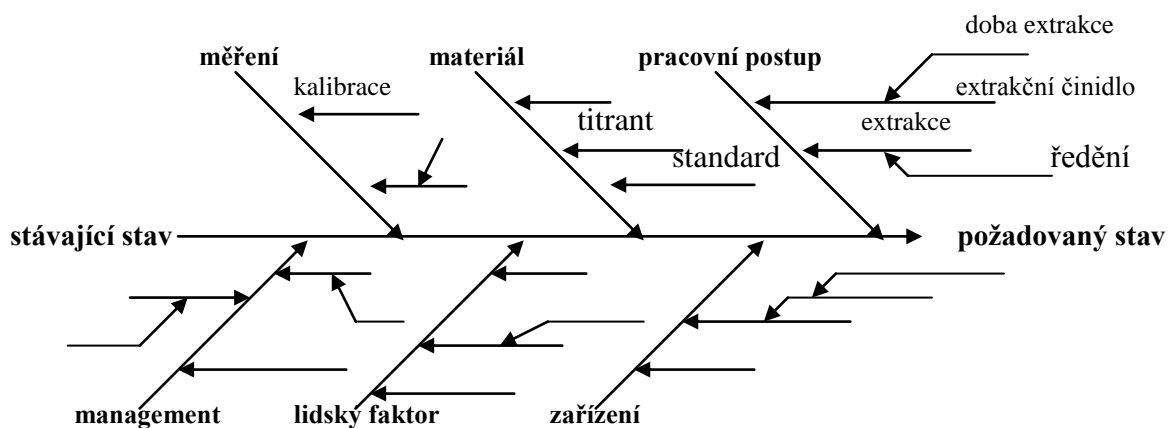 doba extrakce
měření
materiál
pracovní postup
kalibrace
extrakční činidlo
titrant
extrakce
standard
ředění
stávající stav
požadovaný stav
management
lidský faktor
zařízení